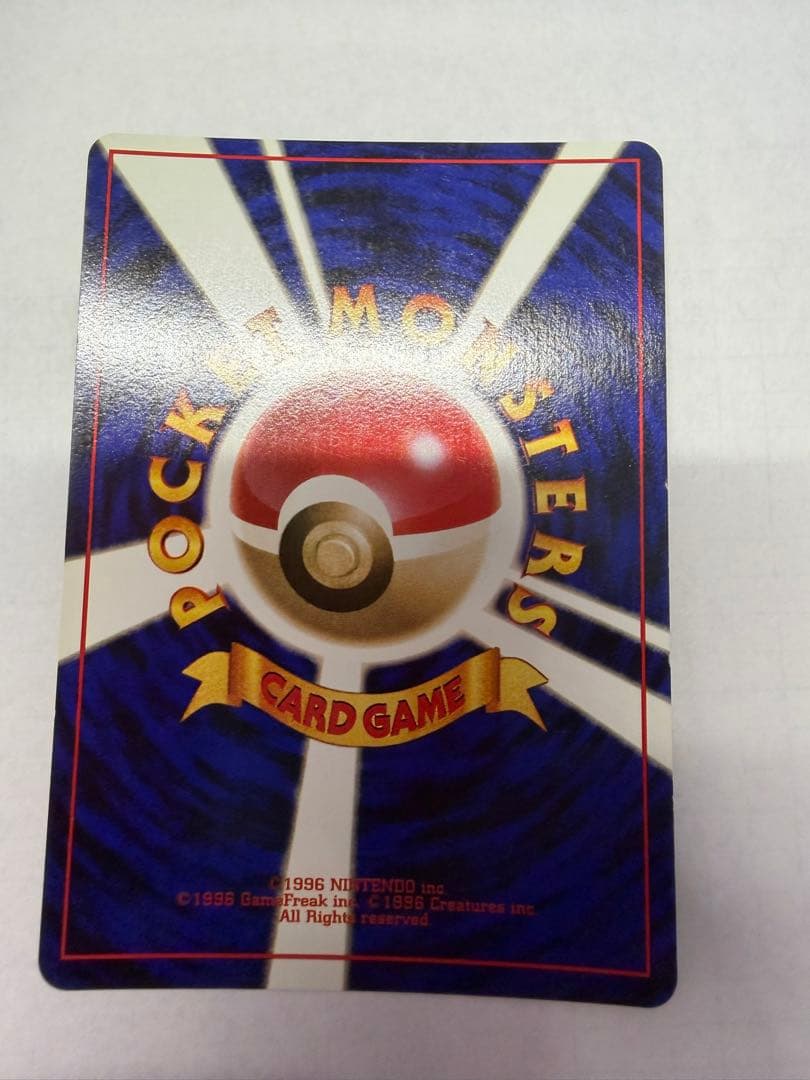 POCKET MONSTERS
CARD GAME
©1996 NINTENDO inc.
©1996 GameFreak inc. ©1996 Creatures inc.
All Rights reserved.